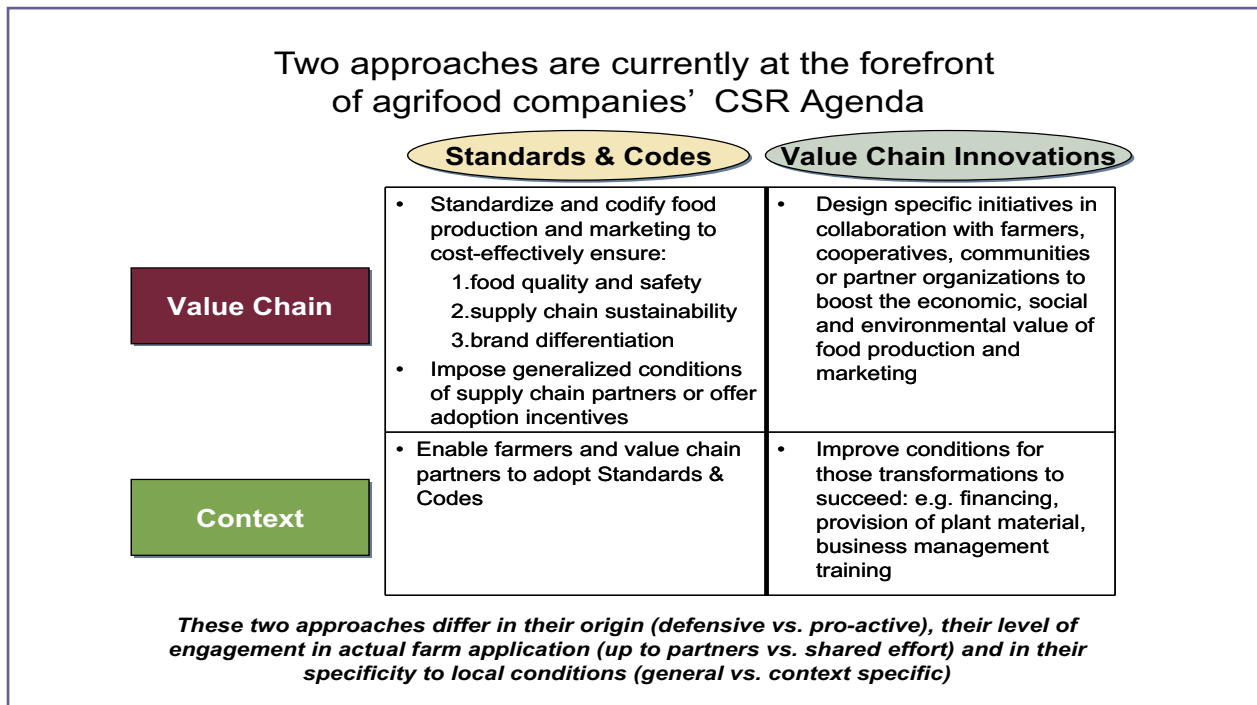 Two approaches are currently at the forefront
of agrifood companies’ CSR Agenda
Standards & Codes
Value Chain Innovations
Value Chain
• Standardize and codify food
production and marketing to
cost-effectively ensure:
1.food quality and safety
2.supply chain sustainability
3.brand differentiation
• Impose generalized conditions
of supply chain partners or offer
adoption incentives
• Design specific initiatives in
collaboration with farmers,
cooperatives, communities
or partner organizations to
boost the economic, social
and environmental value of
food production and
marketing
Context
• Enable farmers and value chain
partners to adopt Standards &
Codes
• Improve conditions for
those transformations to
succeed: e.g. financing,
provision of plant material,
business management
training
These two approaches differ in their origin (defensive vs. pro-active), their level of
engagement in actual farm application (up to partners vs. shared effort) and in their
specificity to local conditions (general vs. context specific)